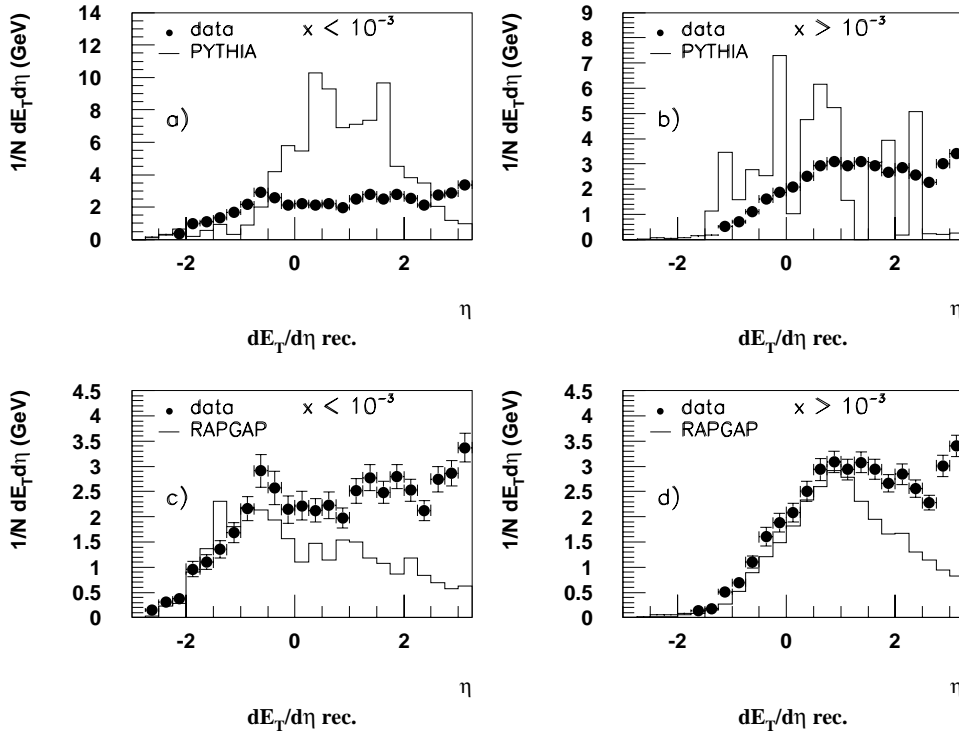 1/N dE_T dη (GeV)
14
12
10
8
6
4
2
0
data
PYTHIA
x < 10⁻³
a)
-2 0 2
η
dE_T/dη rec.
1/N dE_T dη (GeV)
9
8
7
6
5
4
3
2
1
0
data
PYTHIA
x > 10⁻³
b)
-2 0 2
η
dE_T/dη rec.
1/N dE_T dη (GeV)
4.5
4
3.5
3
2.5
2
1.5
1
0.5
0
data
RAPGAP
x < 10⁻³
c)
-2 0 2
η
dE_T/dη rec.
1/N dE_T dη (GeV)
4.5
4
3.5
3
2.5
2
1.5
1
0.5
0
data
RAPGAP
x > 10⁻³
d)
-2 0 2
η
dE_T/dη rec.